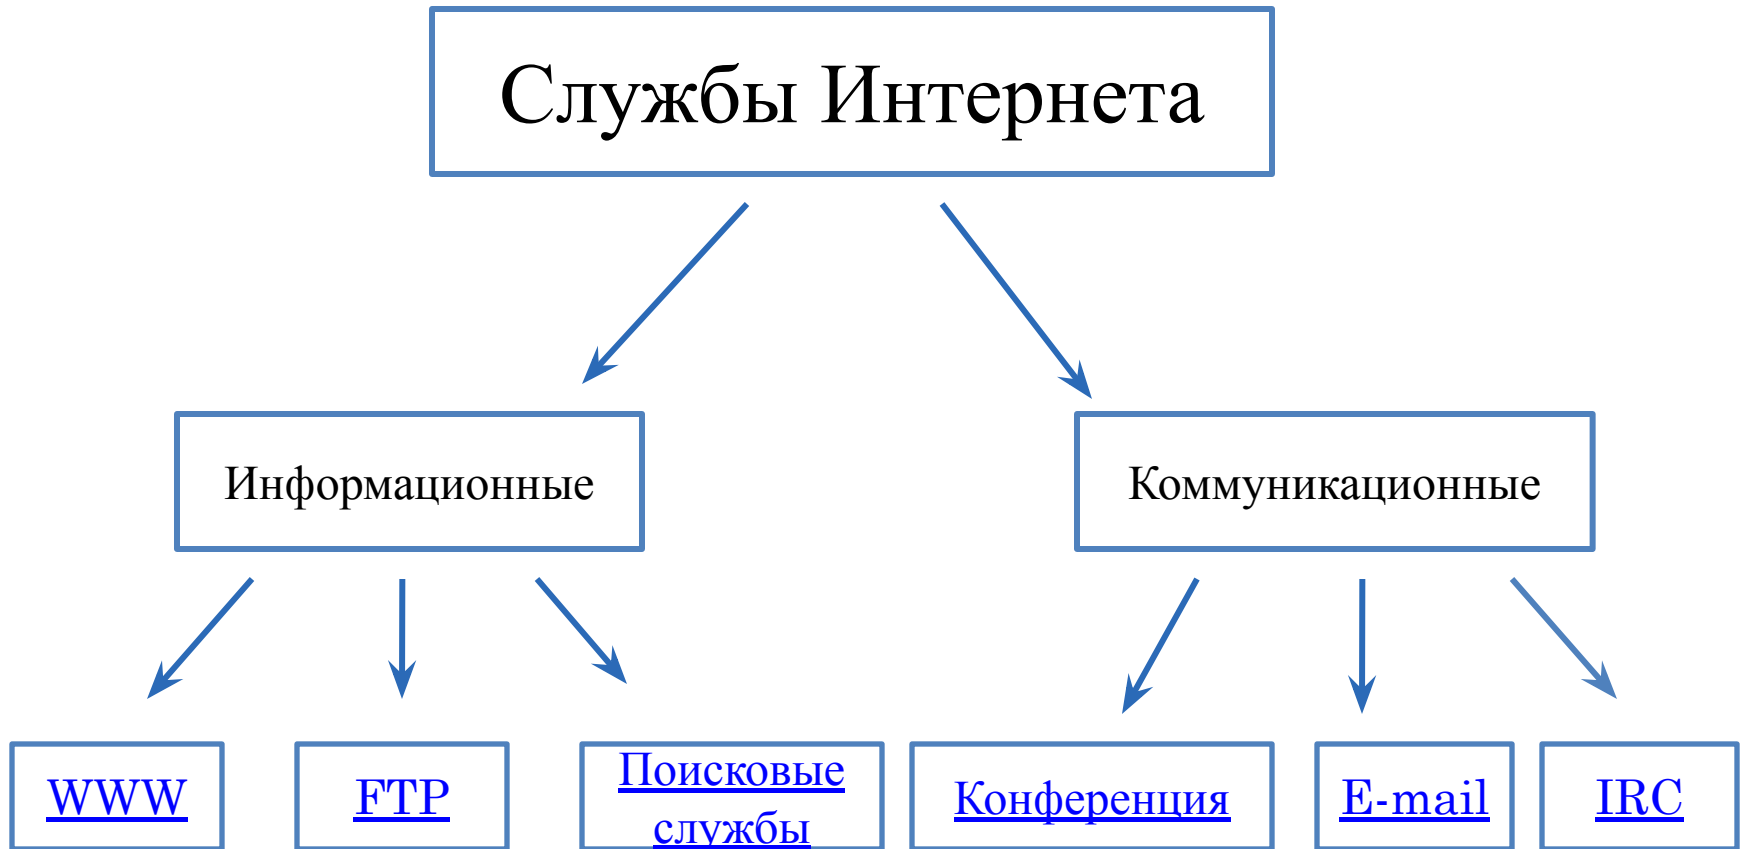 Службы Интернета
Информационные
Коммуникационные
WWW
FTP
Поисковые
службы
Конференция
E-mail
IRC